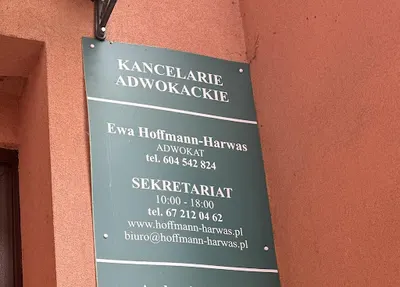 KANCELARIE
ADWOKACKIE
Ewa Hoffmann-Harwas
ADWOKAT
tel. 604 542 824
SEKRETARIAT
10:00 - 18:00
tel. 67 212 04 62
www.hoffmann-harwas.pl
biuro@hoffmann-harwas.pl